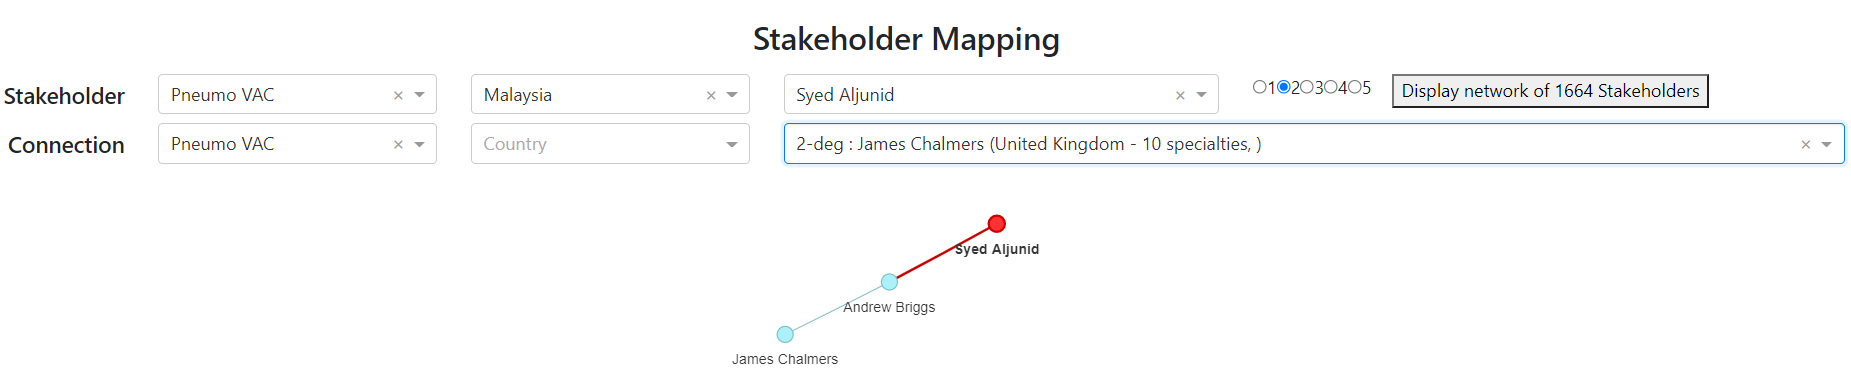 Stakeholder Mapping
Stakeholder Pneumo VAC × Malaysia × Syed Aljunid × 1 2 3 4 5 Display network of 1664 Stakeholders
Connection Pneumo VAC × Country 2-deg : James Chalmers (United Kingdom - 10 specialties, ) ×
Syed Aljunid
Andrew Briggs
James Chalmers